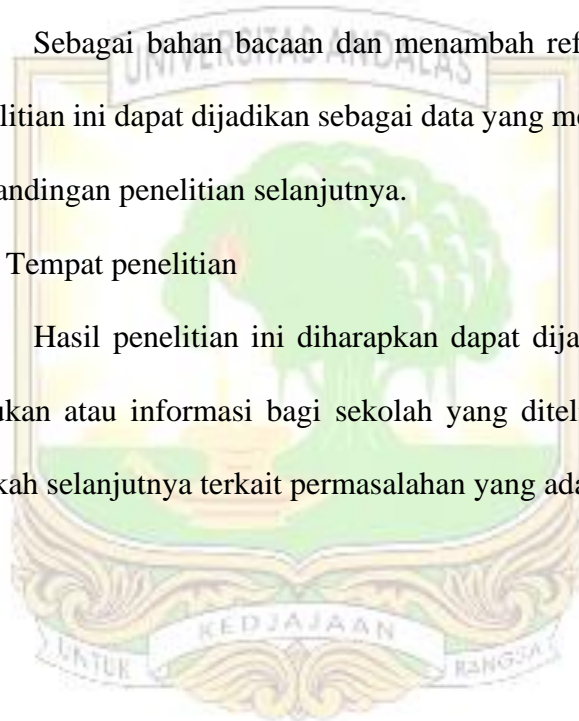 Sebagai bahan bacaan dan menambah ref
litian ini dapat dijadikan sebagai data yang me
andingan penelitian selanjutnya.
Tempat penelitian
Hasil penelitian ini diharapkan dapat dija
ukan atau informasi bagi sekolah yang ditel
kah selanjutnya terkait permasalahan yang ada
UNIVERSITAS ANDALAS
KEDJAJAAN
UNTUK BANGSA